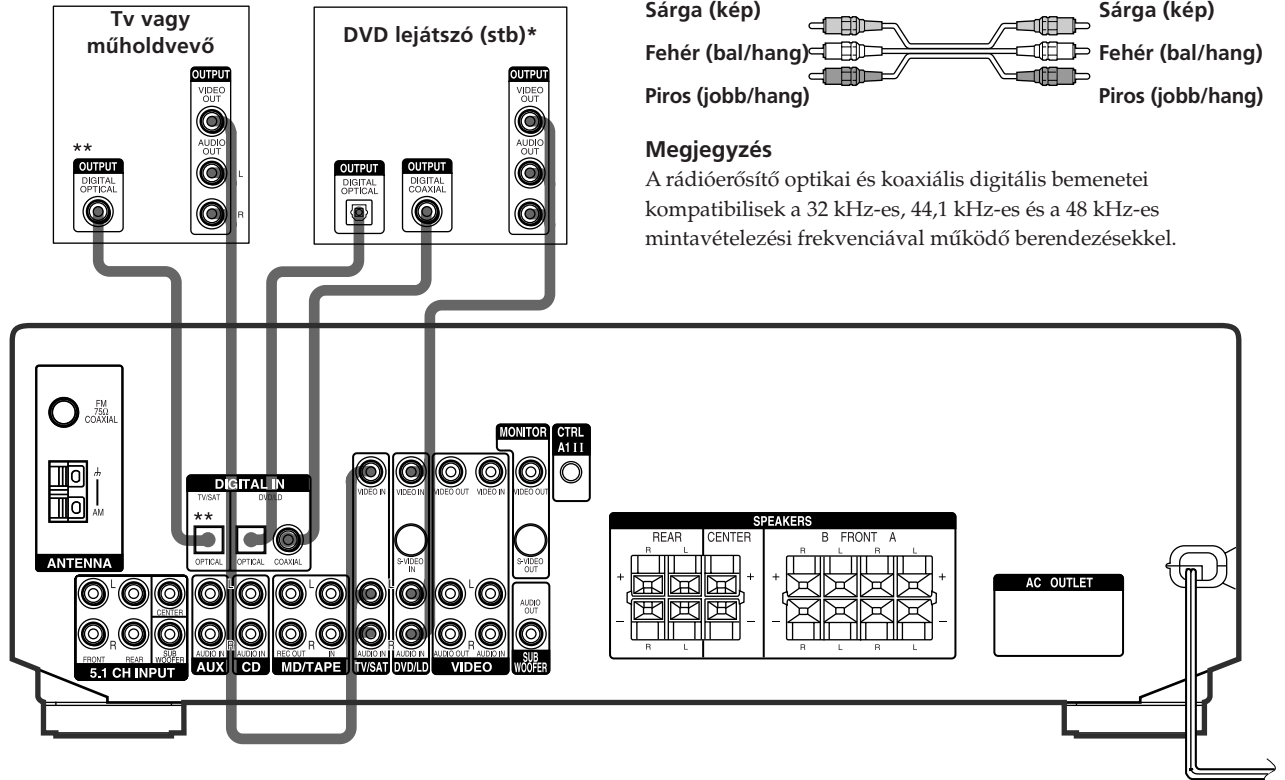 Tv vagy
műholdvevő
OUTPUT
VIDEO
OUT
AUDIO
OUT
L
R
**
OUTPUT
DIGITAL
OPTICAL
DVD lejátszó (stb)*
OUTPUT
DIGITAL
OPTICAL
OUTPUT
DIGITAL
COAXIAL
OUTPUT
VIDEO
OUT
AUDIO
OUT
Sárga (kép)
Sárga (kép)
Fehér (bal/hang)
Fehér (bal/hang)
Piros (jobb/hang)
Piros (jobb/hang)
Megjegyzés
A rádióerősítő optikai és koaxiális digitális bemenetei
kompatibilisek a 32 kHz-es, 44,1 kHz-es és a 48 kHz-es
mintavételezési frekvenciával működő berendezésekkel.
FM
75Ω
COAXIAL
AM
ANTENNA
DIGITAL IN
TV/SAT
DVD/LD
**
OPTICAL
OPTICAL
COAXIAL
MONITOR
CTRL
A1 II
VIDEO IN
VIDEO IN
VIDEO OUT
VIDEO IN
VIDEO OUT
S-VIDEO
IN
S-VIDEO
OUT
AUDIO
OUT
L
CENTER
R
FRONT
REAR
SUB
WOOFER
5.1 CH INPUT
L
R
AUDIO IN
AUX
AUDIO IN
CD
L
R
REC OUT
IN
MD/TAPE
L
R
AUDIO IN
TV/SAT
AUDIO IN
DVD/LD
L
R
AUDIO OUT
AUDIO IN
VIDEO
SUB
WOOFER
SPEAKERS
REAR
CENTER
B FRONT A
R L
R L R L
+ +
+
– –
–
R L
R L R L
AC OUTLET